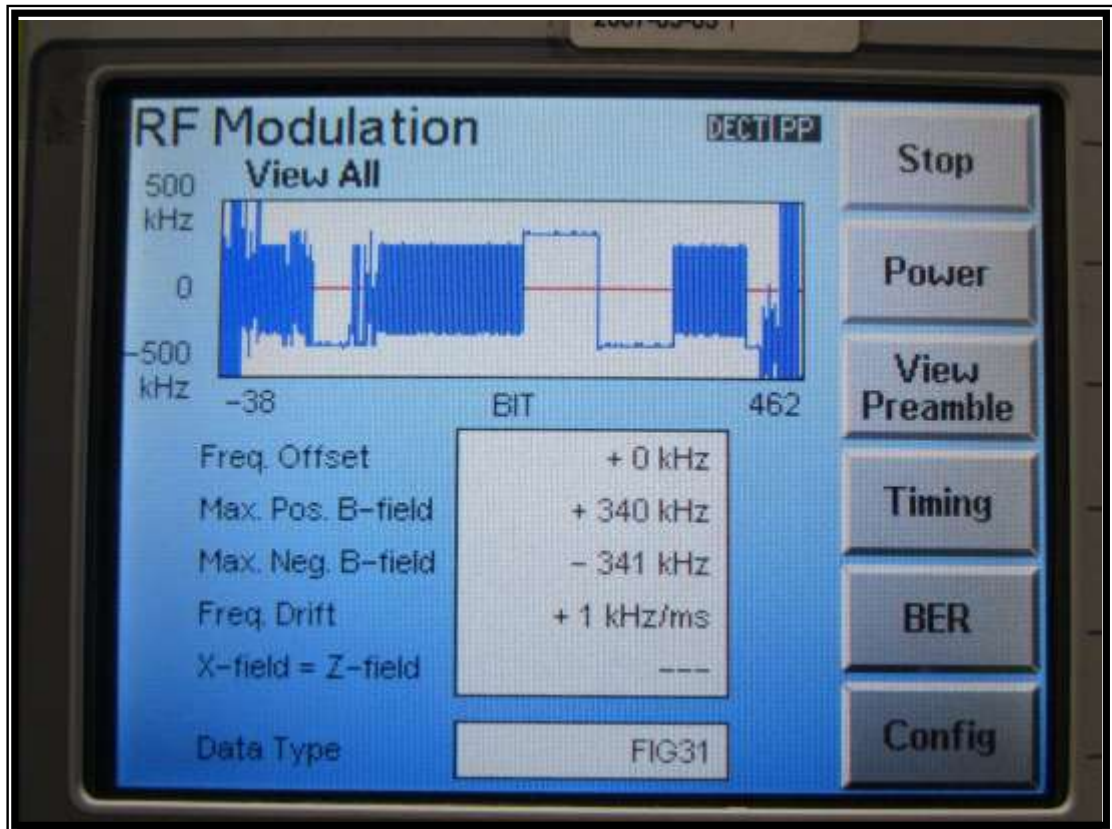 RF Modulation
DECT PP
View All
500
kHz
0
-500
kHz
-38
BIT
462
Freq. Offset
+ 0 kHz
Max. Pos. B-field
+ 340 kHz
Max. Neg. B-field
- 341 kHz
Freq. Drift
+ 1 kHz/ms
X-field = Z-field
---
Data Type
FIG31
Stop
Power
View
Preamble
Timing
BER
Config